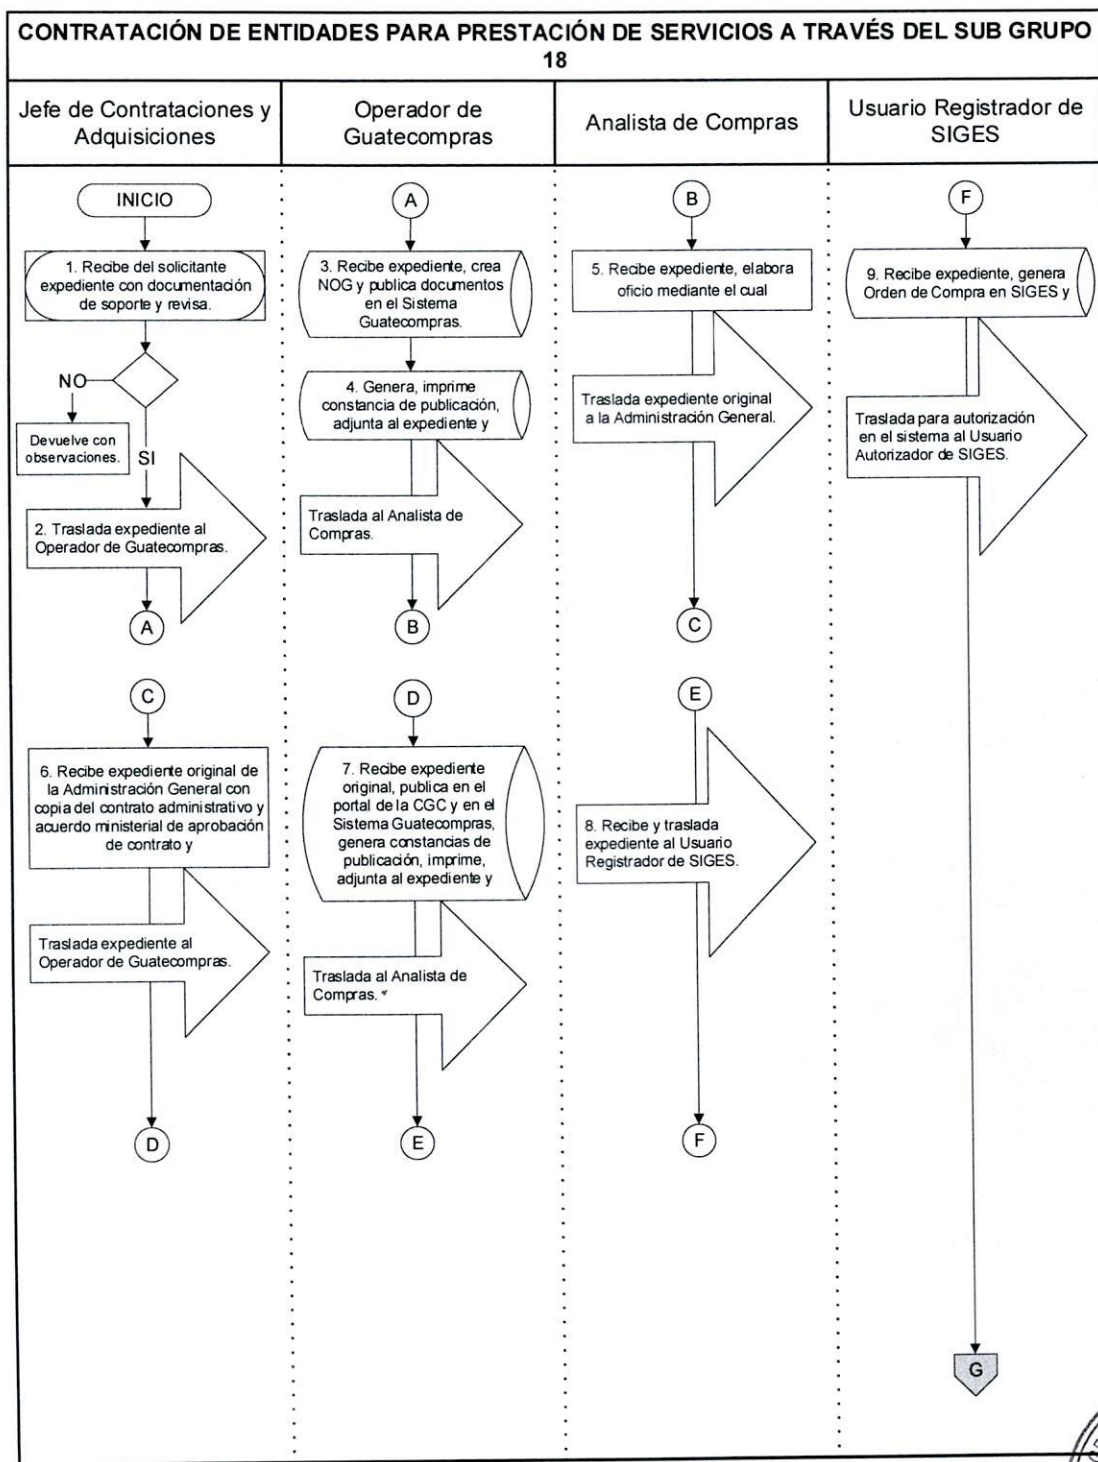 CONTRATACIÓN DE ENTIDADES PARA PRESTACIÓN DE SERVICIOS A TRAVÉS DEL SUB GRUPO
18
Jefe de Contrataciones y
Adquisiciones
Operador de
Guatecompras
Analista de Compras
Usuario Registrador de
SIGES
INICIO
1. Recibe del solicitante
expediente con documentación
de soporte y revisa.
NO
Devuelve con
observaciones.
SI
2. Traslada expediente al
Operador de Guatecompras.
A
A
3. Recibe expediente, crea
NOG y publica documentos
en el Sistema
Guatecompras.
4. Genera, imprime
constancia de publicación,
adjunta al expediente y
Traslada al Analista de
Compras.
B
B
5. Recibe expediente, elabora
oficio mediante el cual
Traslada expediente original
a la Administración General.
C
F
9. Recibe expediente, genera
Orden de Compra en SIGES y
Traslada para autorización
en el sistema al Usuario
Autorizador de SIGES.
C
6. Recibe expediente original de
la Administración General con
copia del contrato administrativo y
acuerdo ministerial de aprobación
de contrato y
Traslada expediente al
Operador de Guatecompras.
D
D
7. Recibe expediente
original, publica en el
portal de la CGC y en el
Sistema Guatecompras,
genera constancias de
publicación, imprime,
adjunta al expediente y
Traslada al Analista de
Compras.
E
E
8. Recibe y traslada
expediente al Usuario
Registrador de SIGES.
F
G